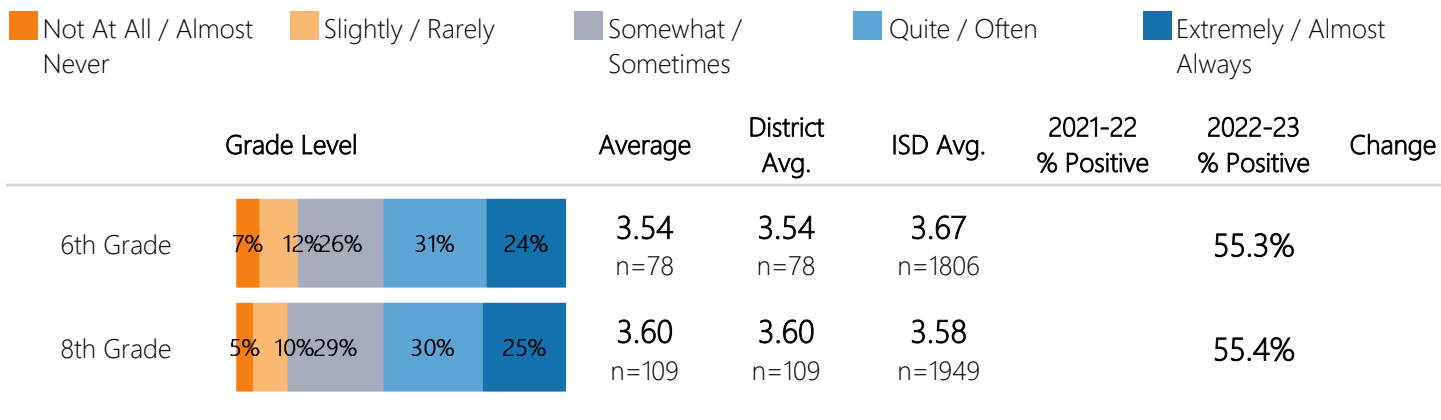 Not At All / Almost Never
Slightly / Rarely
Somewhat / Sometimes
Quite / Often
Extremely / Almost Always
Grade Level
Average
District Avg.
ISD Avg.
2021-22 % Positive
2022-23 % Positive
Change
6th Grade
7% 12% 26% 31% 24%
3.54
n=78
3.54
n=78
3.67
n=1806
55.3%
8th Grade
5% 10% 29% 30% 25%
3.60
n=109
3.60
n=109
3.58
n=1949
55.4%